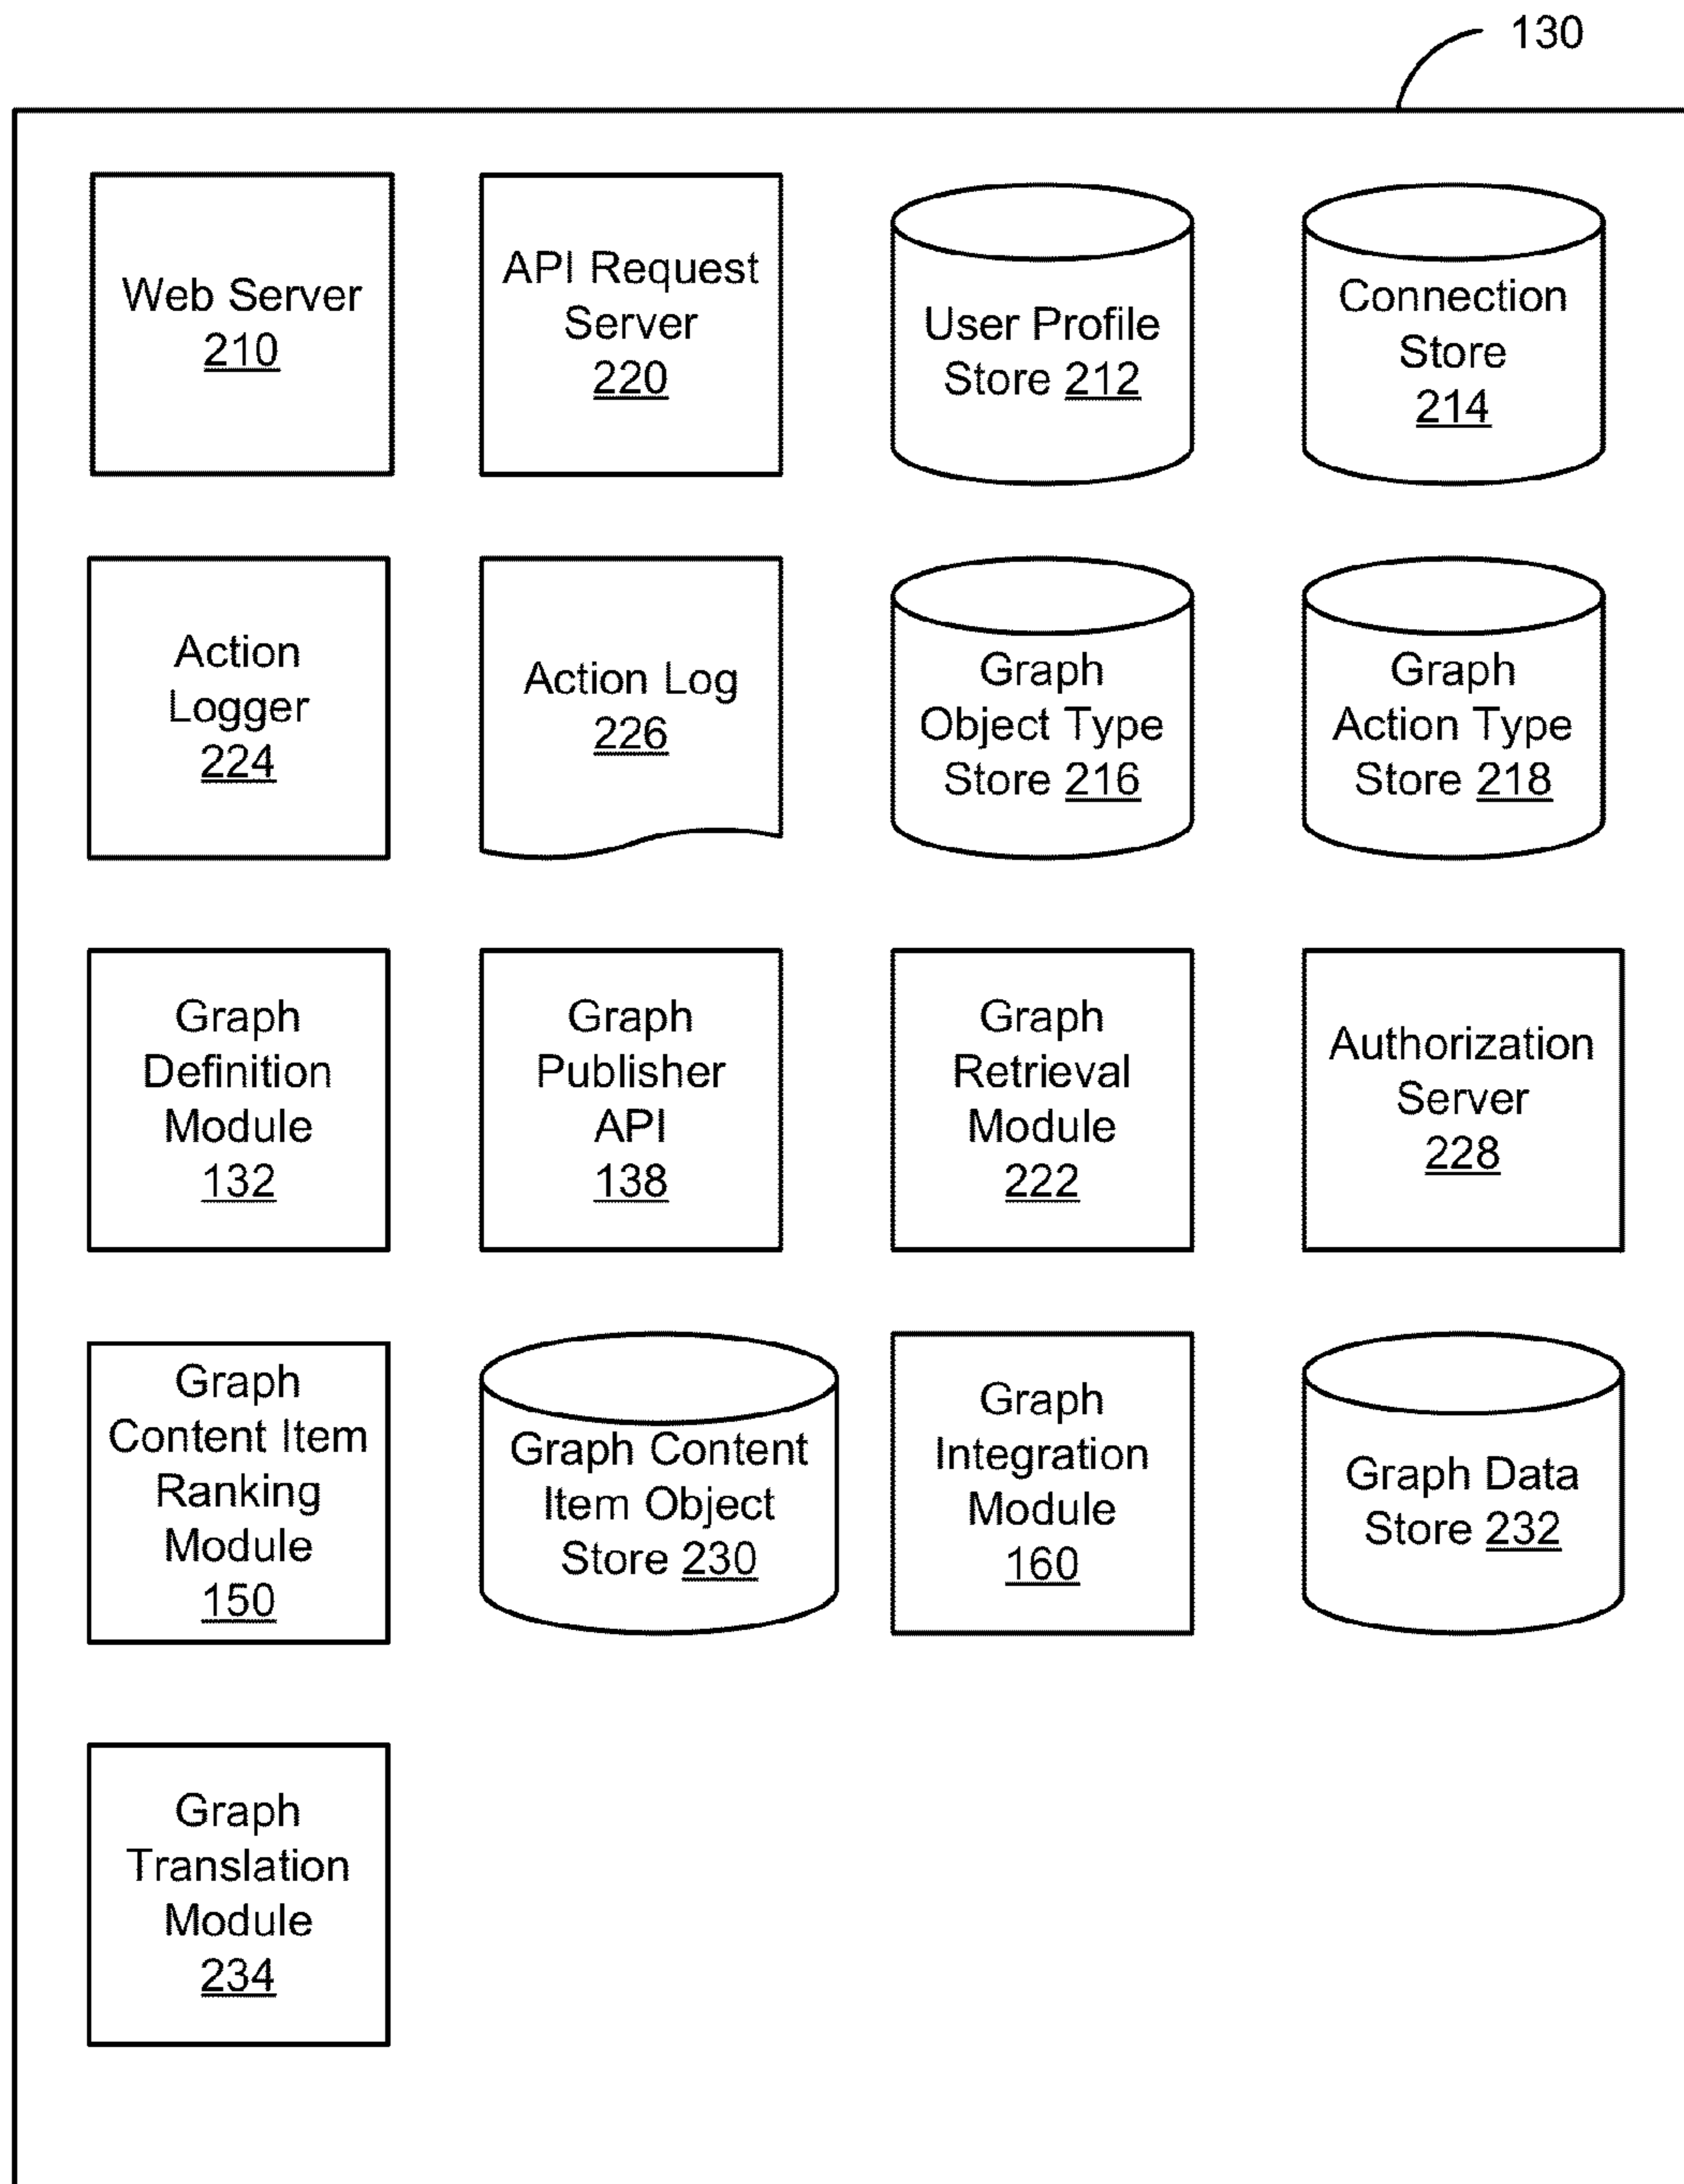 130
Web Server
210
API Request
Server
220
User Profile
Store 212
Connection
Store
214
Action
Logger
224
Action Log
226
Graph
Object Type
Store 216
Graph
Action Type
Store 218
Graph
Definition
Module
132
Graph
Publisher
API
138
Graph
Retrieval
Module
222
Authorization
Server
228
Graph
Content Item
Ranking
Module
150
Graph Content
Item Object
Store 230
Graph
Integration
Module
160
Graph Data
Store 232
Graph
Translation
Module
234